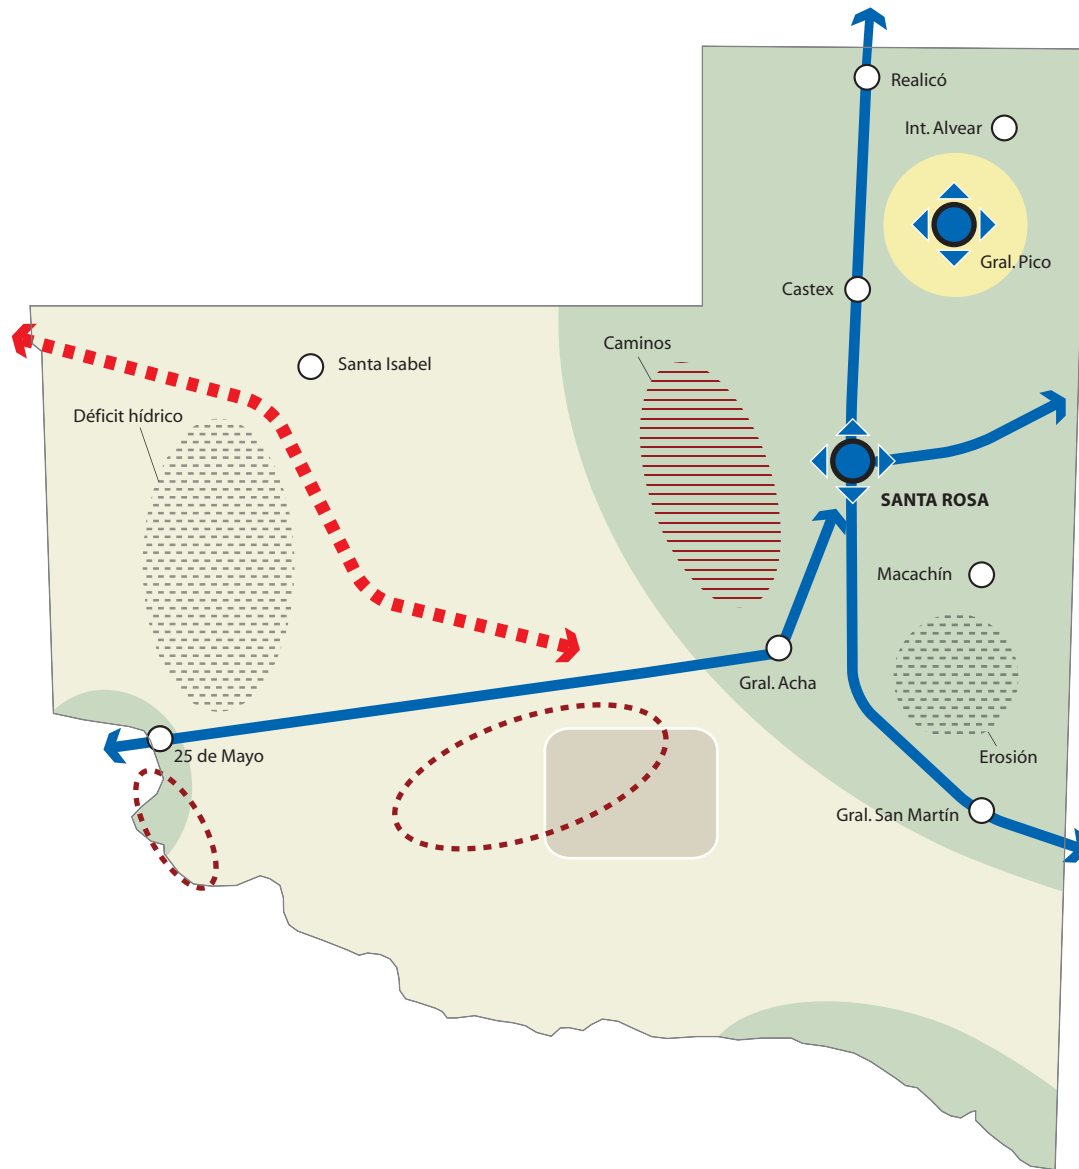 Realicó
Int. Alvear
Gral. Pico
Castex
Caminos
Santa Isabel
Déficit hídrico
SANTA ROSA
Macachín
Gral. Acha
25 de Mayo
Erosión
Gral. San Martín